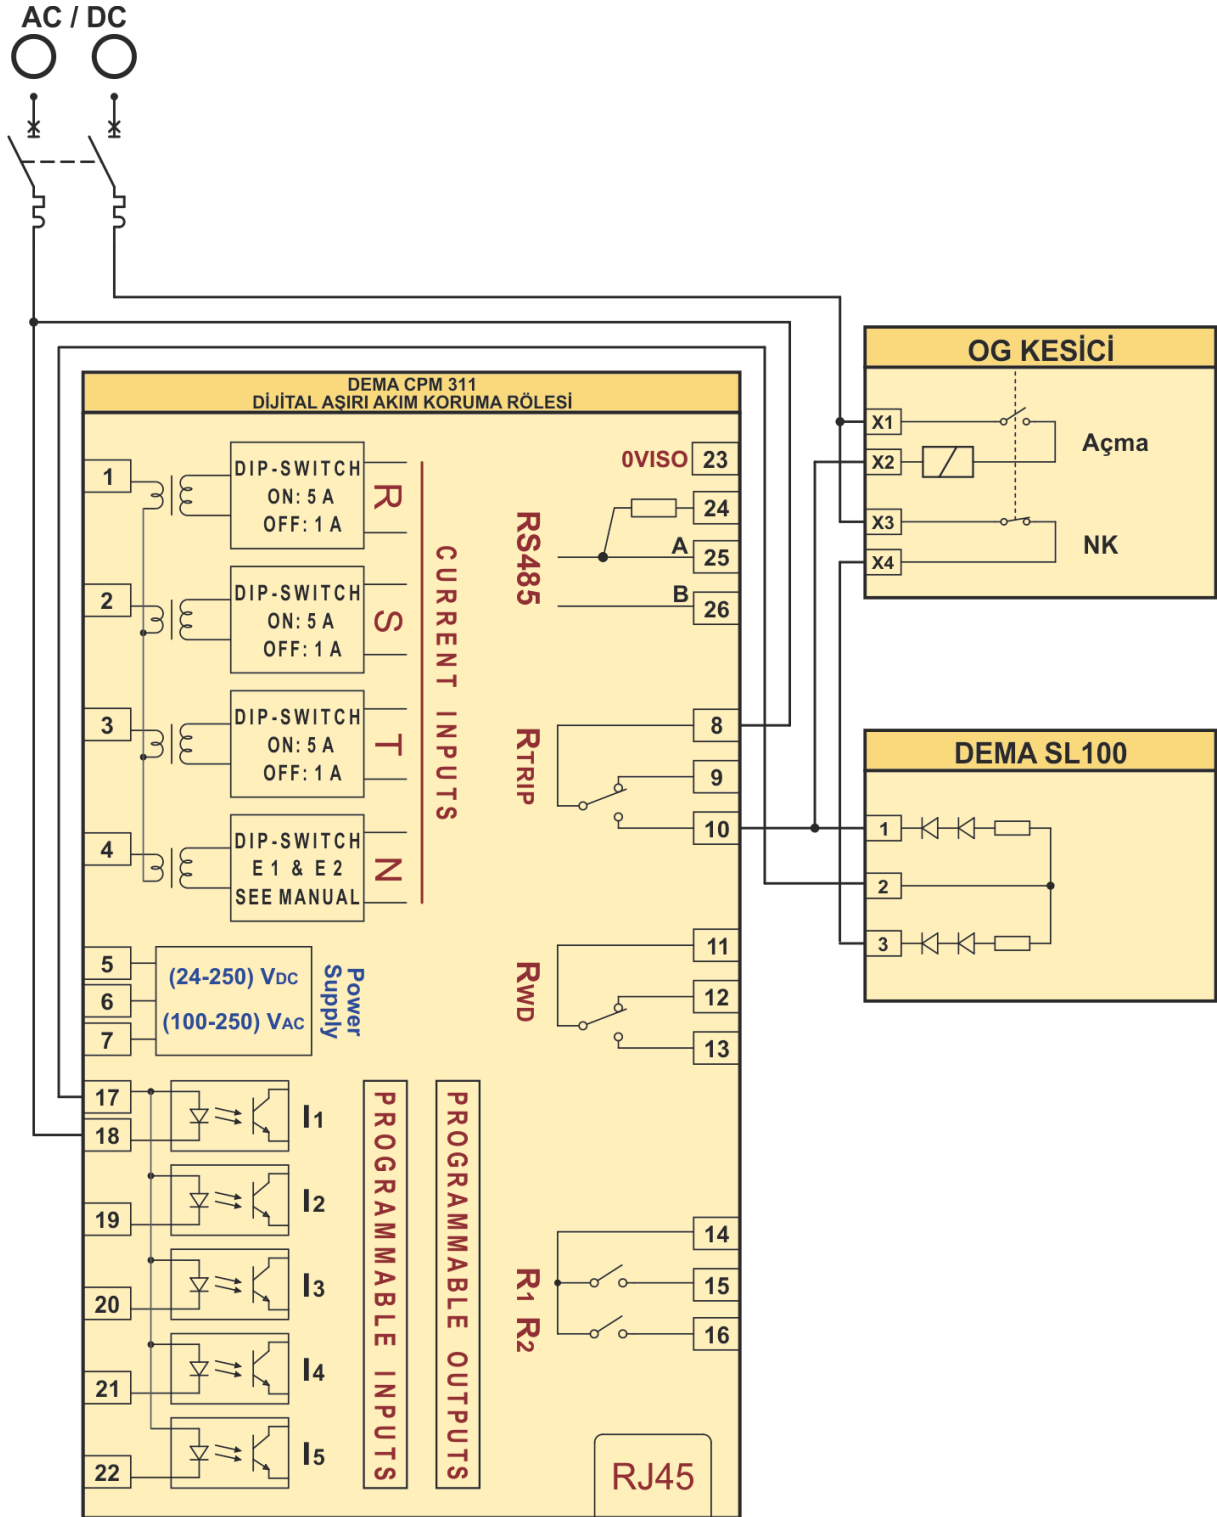 AC / DC
OG KESİCİ
X1
X2
X3
X4
Açma
NK
DEMA CPM 311
DİJİTAL AŞIRI AKIM KORUMA RÖLESİ
1
DIP-SWITCH
ON: 5 A
OFF: 1 A
R
2
DIP-SWITCH
ON: 5 A
OFF: 1 A
S
3
DIP-SWITCH
ON: 5 A
OFF: 1 A
T
4
DIP-SWITCH
E 1 & E 2
SEE MANUAL
N
CURRENT INPUTS
0VISO 23
24
A 25
B 26
RS485
8
9
10
RTRIP
11
12
13
RWD
5
6
7
(24-250) VDC
(100-250) VAC
Power
Supply
17
18
19
20
21
22
I1
I2
I3
I4
I5
PROGRAMMABLE INPUTS
PROGRAMMABLE OUTPUTS
14
15
16
R1 R2
RJ45
DEMA SL100
1
2
3